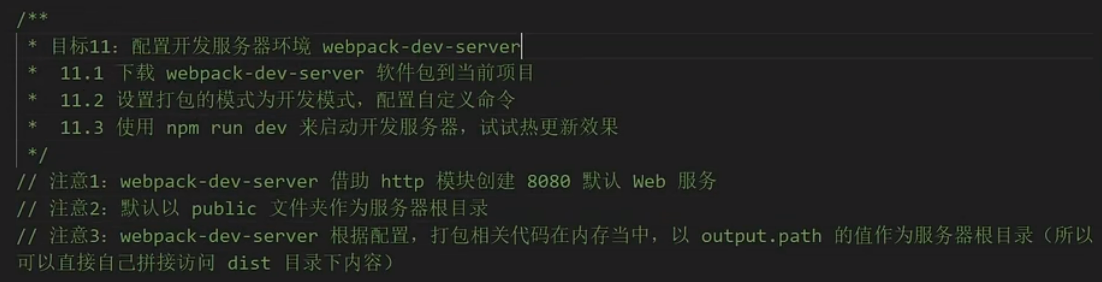 /**
* 目标11：配置开发服务器环境 webpack-dev-server
*  11.1 下载 webpack-dev-server 软件包到当前项目
*  11.2 设置打包的模式为开发模式，配置自定义命令
*  11.3 使用 npm run dev 来启动开发服务器，试试热更新效果
*/
// 注意1：webpack-dev-server 借助 http 模块创建 8080 默认 Web 服务
// 注意2：默认以 public 文件夹作为服务器根目录
// 注意3：webpack-dev-server 根据配置，打包相关代码在内存当中，以 output.path 的值作为服务器根目录（所以
可以直接自己拼接访问 dist 目录下内容）